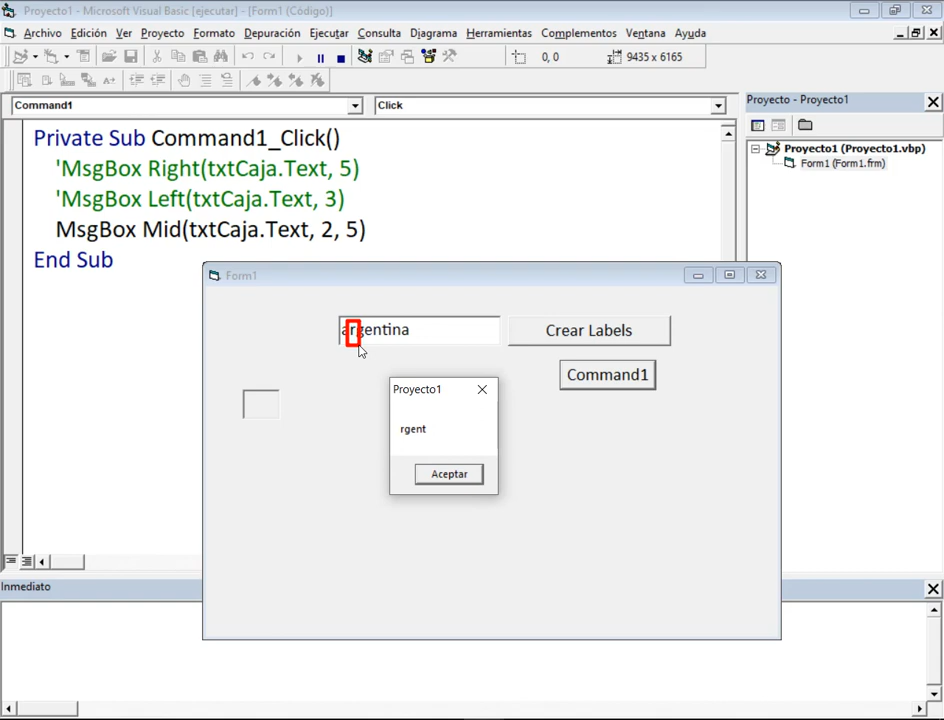 Proyecto1 - Microsoft Visual Basic [ejecutar] - [Form1 (Código)]
Archivo Edición Ver Proyecto Formato Depuración Ejecutar Consulta Diagrama Herramientas Complementos Ventana Ayuda
0, 0 9435 x 6165
Command1 Click
Proyecto - Proyecto1
Private Sub Command1_Click()
'MsgBox Right(txtCaja.Text, 5)
'MsgBox Left(txtCaja.Text, 3)
MsgBox Mid(txtCaja.Text, 2, 5)
End Sub
Proyecto1 (Proyecto1.vbp)
Form1 (Form1.frm)
Form1
argentina
Crear Labels
Command1
Proyecto1
rgent
Aceptar
Inmediato